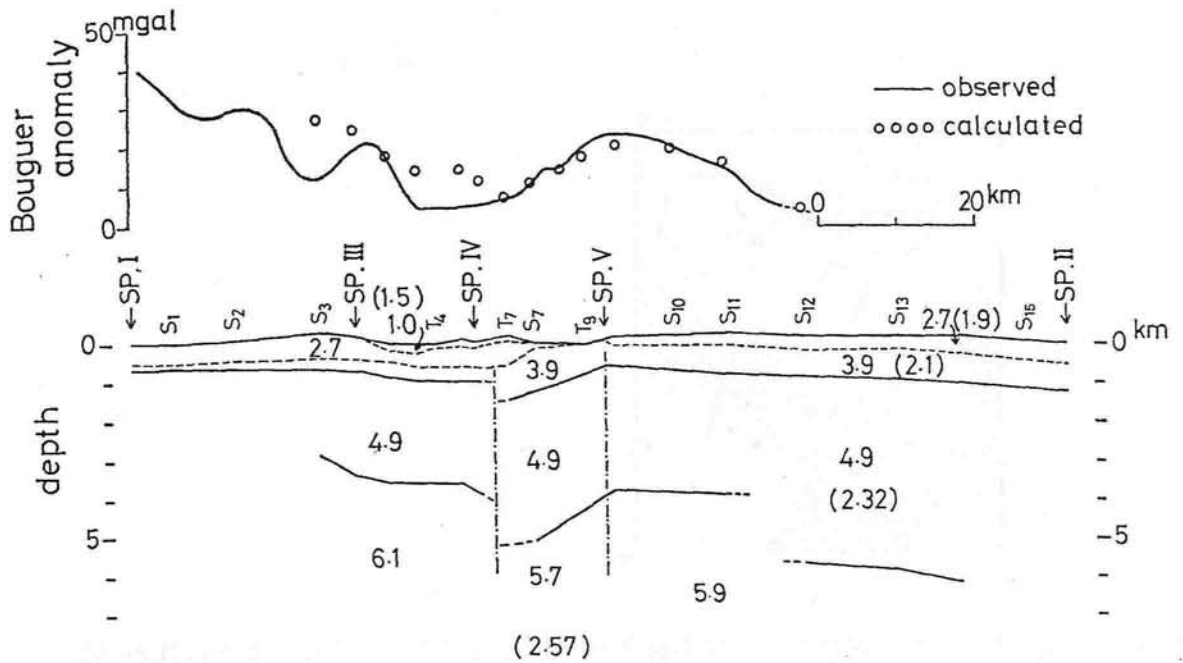 50 mgal
Bouguer anomaly
0
observed
calculated
0 20 km
SP. I
S1
S2
S3
SP. III
(1.5)
1.0
T4
SP. IV
T7
S7
T9
SP. V
S10
S11
S12
S13
2.7(1.9)
S15
SP. II
0
2.7
3.9
3.9 (2.1)
0 km
depth
4.9
4.9
4.9
(2.32)
5
6.1
5.7
5.9
5
(2.57)